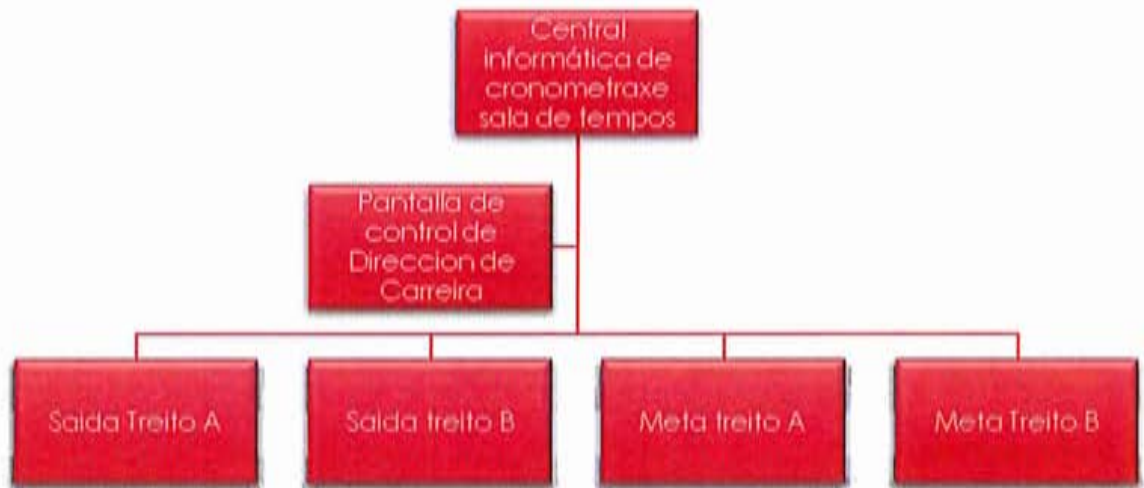 Central
informática de
cronometraxe
sala de tempos
Pantalla de
control de
Direccion de
Carreira
Saida Treito A
Saida treito B
Meta treito A
Meta Treito B